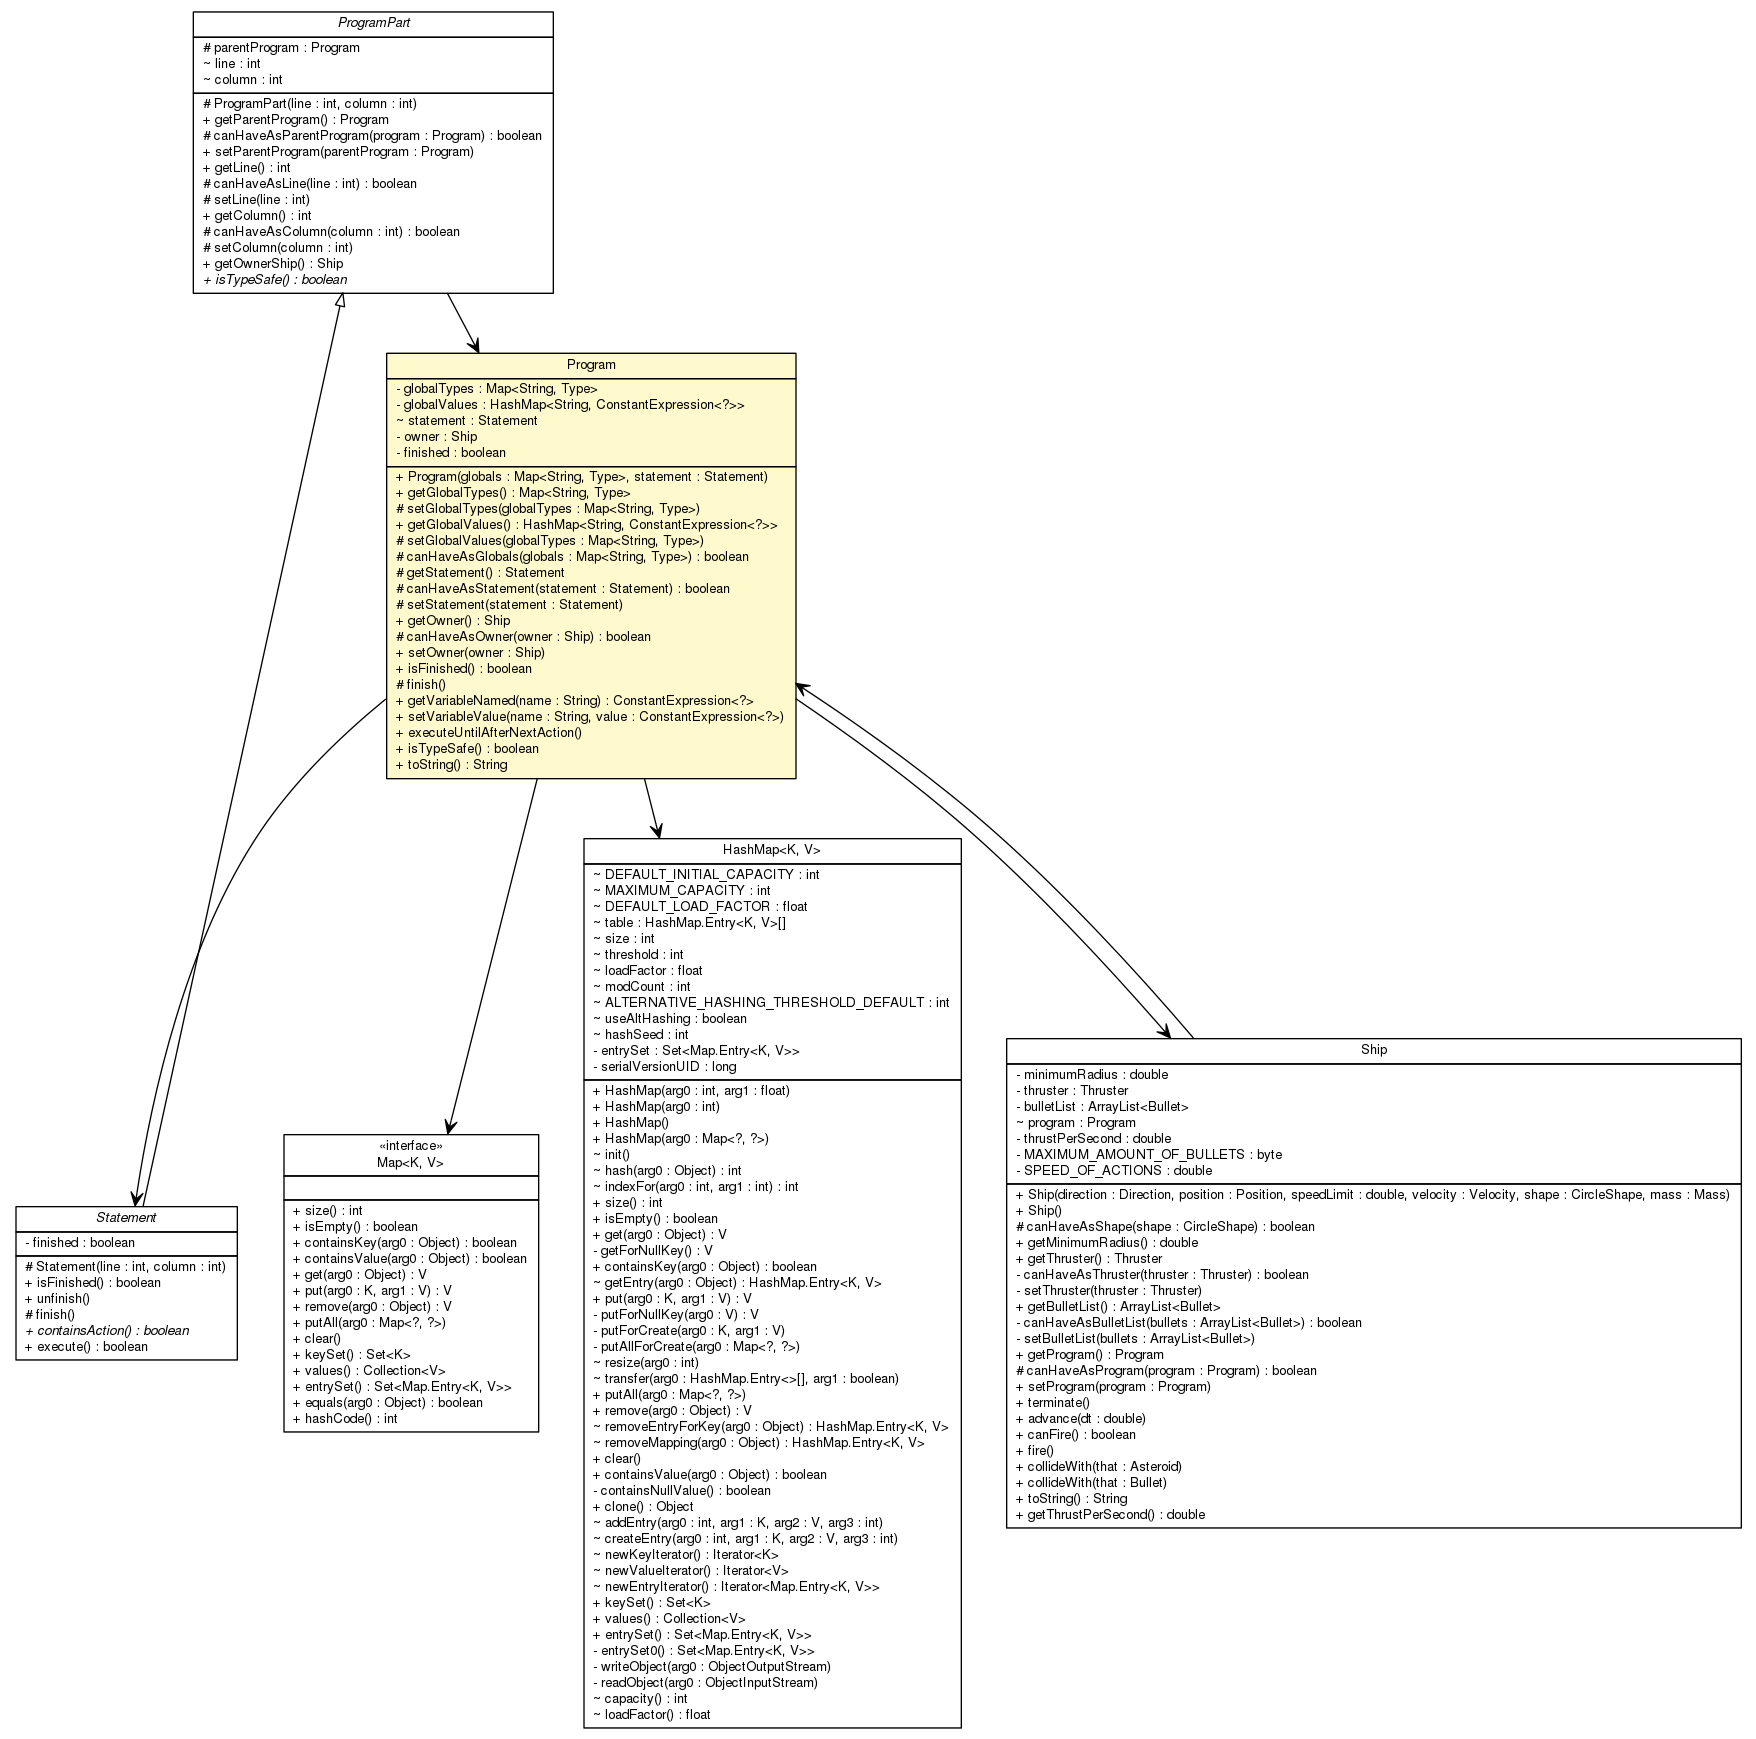 ProgramPart
# parentProgram : Program
~ line : int
~ column : int
# ProgramPart(line : int, column : int)
+ getParentProgram() : Program
# canHaveAsParentProgram(program : Program) : boolean
+ setParentProgram(parentProgram : Program)
+ getLine() : int
# canHaveAsLine(line : int) : boolean
# setLine(line : int)
+ getColumn() : int
# canHaveAsColumn(column : int) : boolean
# setColumn(column : int)
+ getOwnerShip() : Ship
+ isTypeSafe() : boolean
Program
- globalTypes : Map<String, Type>
- globalValues : HashMap<String, ConstantExpression<?>>
~ statement : Statement
- owner : Ship
- finished : boolean
+ Program(globals : Map<String, Type>, statement : Statement)
+ getGlobalTypes() : Map<String, Type>
# setGlobalTypes(globalTypes : Map<String, Type>)
+ getGlobalValues() : HashMap<String, ConstantExpression<?>>
# setGlobalValues(globalTypes : Map<String, Type>)
# canHaveAsGlobals(globals : Map<String, Type>) : boolean
# getStatement() : Statement
# canHaveAsStatement(statement : Statement) : boolean
# setStatement(statement : Statement)
+ getOwner() : Ship
# canHaveAsOwner(owner : Ship) : boolean
+ setOwner(owner : Ship)
+ isFinished() : boolean
# finish()
+ getVariableNamed(name : String) : ConstantExpression<?>
+ setVariableValue(name : String, value : ConstantExpression<?>)
+ executeUntilAfterNextAction()
+ isTypeSafe() : boolean
+ toString() : String
Statement
- finished : boolean
# Statement(line : int, column : int)
+ isFinished() : boolean
+ unfinish()
# finish()
+ containsAction() : boolean
+ execute() : boolean
«interface»
Map<K, V>
+ size() : int
+ isEmpty() : boolean
+ containsKey(arg0 : Object) : boolean
+ containsValue(arg0 : Object) : boolean
+ get(arg0 : Object) : V
+ put(arg0 : K, arg1 : V) : V
+ remove(arg0 : Object) : V
+ putAll(arg0 : Map<?, ?>)
+ clear()
+ keySet() : Set<K>
+ values() : Collection<V>
+ entrySet() : Set<Map.Entry<K, V>>
+ equals(arg0 : Object) : boolean
+ hashCode() : int
HashMap<K, V>
~ DEFAULT_INITIAL_CAPACITY : int
~ MAXIMUM_CAPACITY : int
~ DEFAULT_LOAD_FACTOR : float
~ table : HashMap.Entry<K, V>[]
~ size : int
~ threshold : int
~ loadFactor : float
~ modCount : int
~ ALTERNATIVE_HASHING_THRESHOLD_DEFAULT : int
~ useAltHashing : boolean
~ hashSeed : int
- entrySet : Set<Map.Entry<K, V>>
- serialVersionUID : long
+ HashMap(arg0 : int, arg1 : float)
+ HashMap(arg0 : int)
+ HashMap()
+ HashMap(arg0 : Map<?, ?>)
~ init()
~ hash(arg0 : Object) : int
~ indexFor(arg0 : int, arg1 : int) : int
+ size() : int
+ isEmpty() : boolean
+ get(arg0 : Object) : V
- getForNullKey() : V
+ containsKey(arg0 : Object) : boolean
~ getEntry(arg0 : Object) : HashMap.Entry<K, V>
+ put(arg0 : K, arg1 : V) : V
- putForNullKey(arg0 : V) : V
- putForCreate(arg0 : K, arg1 : V)
- putAllForCreate(arg0 : Map<?, ?>)
~ resize(arg0 : int)
~ transfer(arg0 : HashMap.Entry<>[], arg1 : boolean)
+ putAll(arg0 : Map<?, ?>)
+ remove(arg0 : Object) : V
~ removeEntryForKey(arg0 : Object) : HashMap.Entry<K, V>
~ removeMapping(arg0 : Object) : HashMap.Entry<K, V>
+ clear()
+ containsValue(arg0 : Object) : boolean
- containsNullValue() : boolean
+ clone() : Object
~ addEntry(arg0 : int, arg1 : K, arg2 : V, arg3 : int)
~ createEntry(arg0 : int, arg1 : K, arg2 : V, arg3 : int)
~ newKeyIterator() : Iterator<K>
~ newValueIterator() : Iterator<V>
~ newEntryIterator() : Iterator<Map.Entry<K, V>>
+ keySet() : Set<K>
+ values() : Collection<V>
+ entrySet() : Set<Map.Entry<K, V>>
- entrySet0() : Set<Map.Entry<K, V>>
- writeObject(arg0 : ObjectOutputStream)
- readObject(arg0 : ObjectInputStream)
~ capacity() : int
~ loadFactor() : float
Ship
- minimumRadius : double
- thruster : Thruster
- bulletList : ArrayList<Bullet>
~ program : Program
- thrustPerSecond : double
- MAXIMUM_AMOUNT_OF_BULLETS : byte
- SPEED_OF_ACTIONS : double
+ Ship(direction : Direction, position : Position, speedLimit : double, velocity : Velocity, shape : CircleShape, mass : Mass)
+ Ship()
# canHaveAsShape(shape : CircleShape) : boolean
+ getMinimumRadius() : double
+ getThruster() : Thruster
- canHaveAsThruster(thruster : Thruster) : boolean
- setThruster(thruster : Thruster)
+ getBulletList() : ArrayList<Bullet>
- canHaveAsBulletList(bullets : ArrayList<Bullet>) : boolean
- setBulletList(bullets : ArrayList<Bullet>)
+ getProgram() : Program
# canHaveAsProgram(program : Program) : boolean
+ setProgram(program : Program)
+ terminate()
+ advance(dt : double)
+ canFire() : boolean
+ fire()
+ collideWith(that : Asteroid)
+ collideWith(that : Bullet)
+ toString() : String
+ getThrustPerSecond() : double